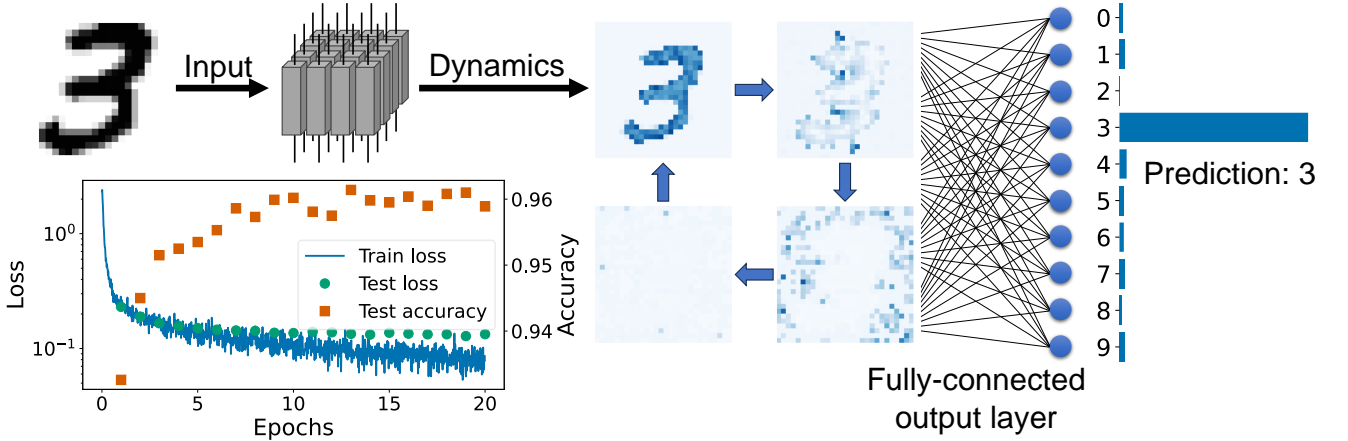 Input
Dynamics
0
1
2
3
4
5
6
7
8
9
Prediction: 3
Fully-connected
output layer
Loss
10⁰
10⁻¹
Train loss
Test loss
Test accuracy
0.96
0.95
0.94
Accuracy
0 5 10 15 20
Epochs